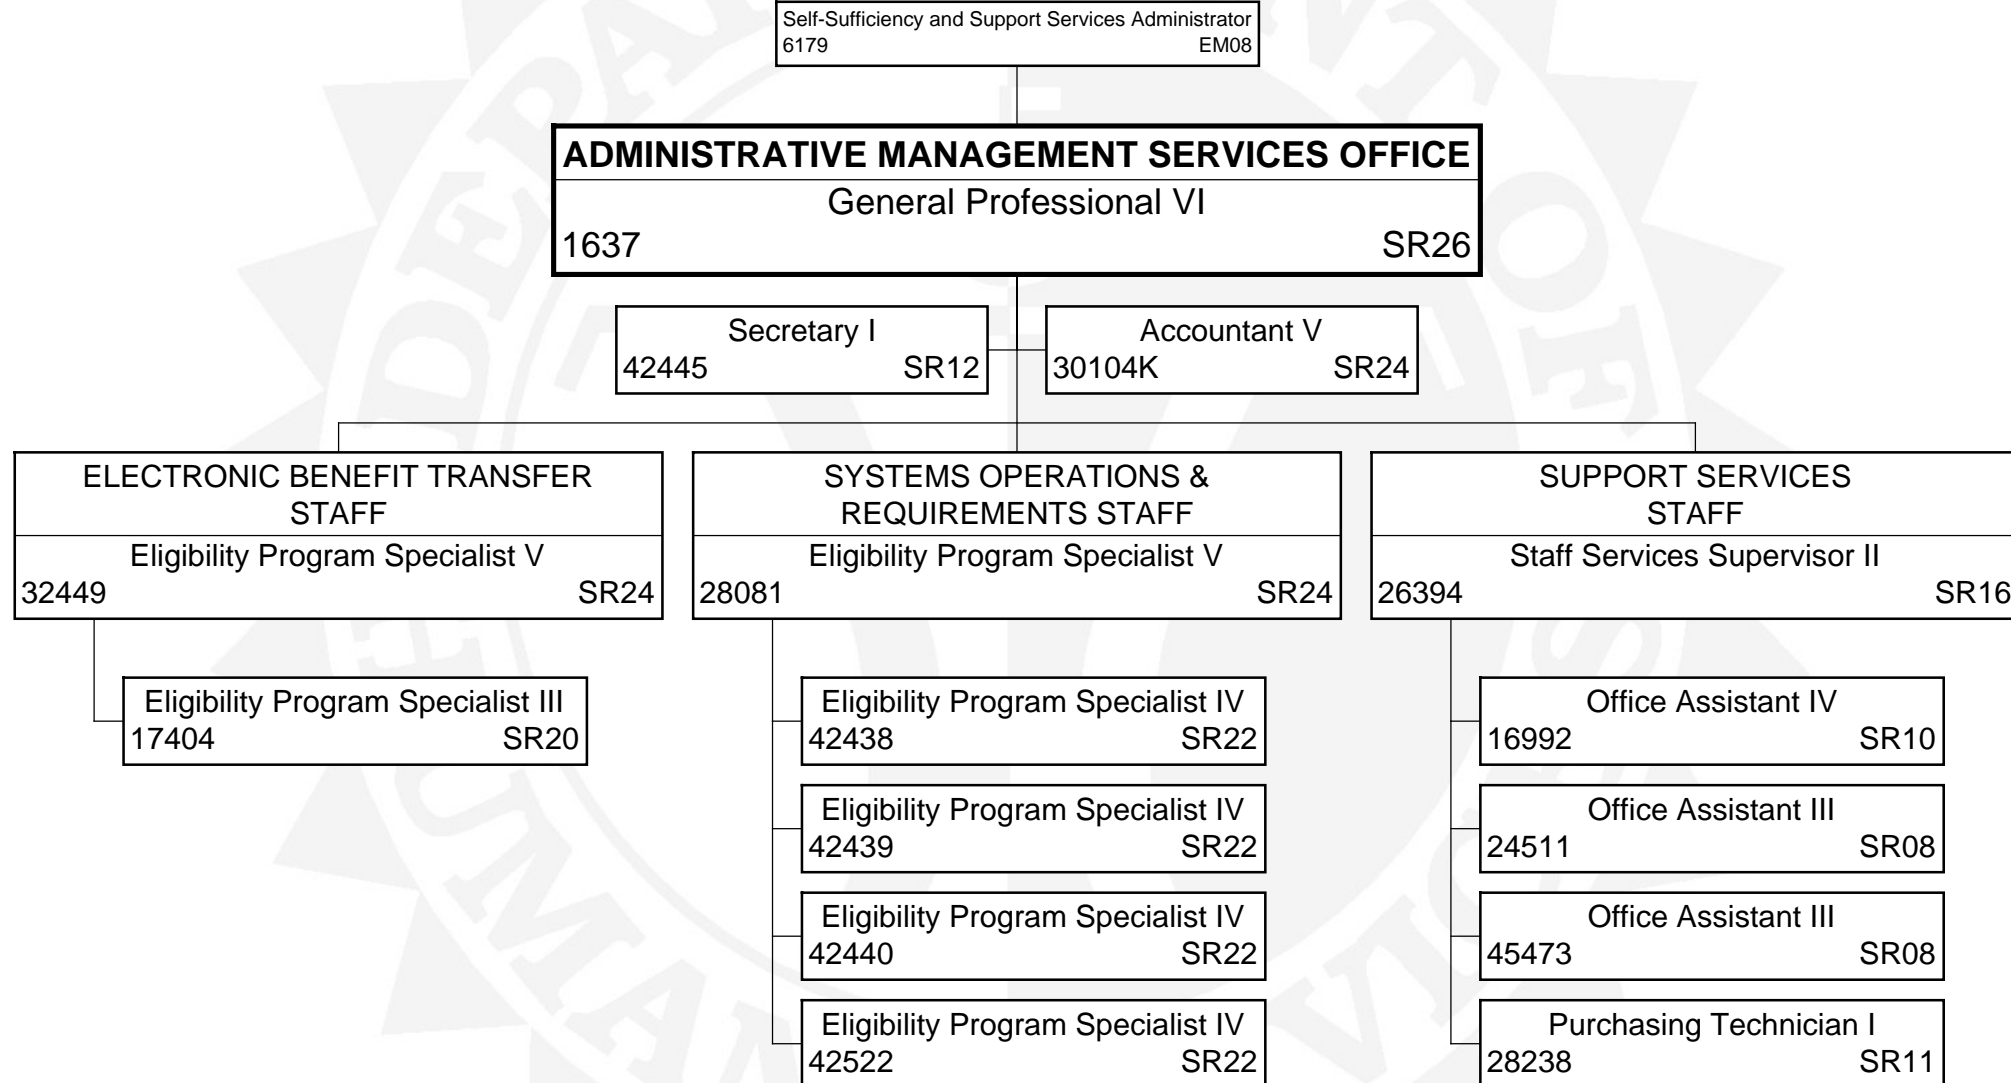 Self-Sufficiency and Support Services Administrator
6179 EM08
ADMINISTRATIVE MANAGEMENT SERVICES OFFICE
General Professional VI
1637 SR26
Secretary I
42445 SR12
Accountant V
30104K SR24
ELECTRONIC BENEFIT TRANSFER
STAFF
Eligibility Program Specialist V
32449 SR24
Eligibility Program Specialist III
17404 SR20
SYSTEMS OPERATIONS &
REQUIREMENTS STAFF
Eligibility Program Specialist V
28081 SR24
Eligibility Program Specialist IV
42438 SR22
Eligibility Program Specialist IV
42439 SR22
Eligibility Program Specialist IV
42440 SR22
Eligibility Program Specialist IV
42522 SR22
SUPPORT SERVICES
STAFF
Staff Services Supervisor II
26394 SR16
Office Assistant IV
16992 SR10
Office Assistant III
24511 SR08
Office Assistant III
45473 SR08
Purchasing Technician I
28238 SR11